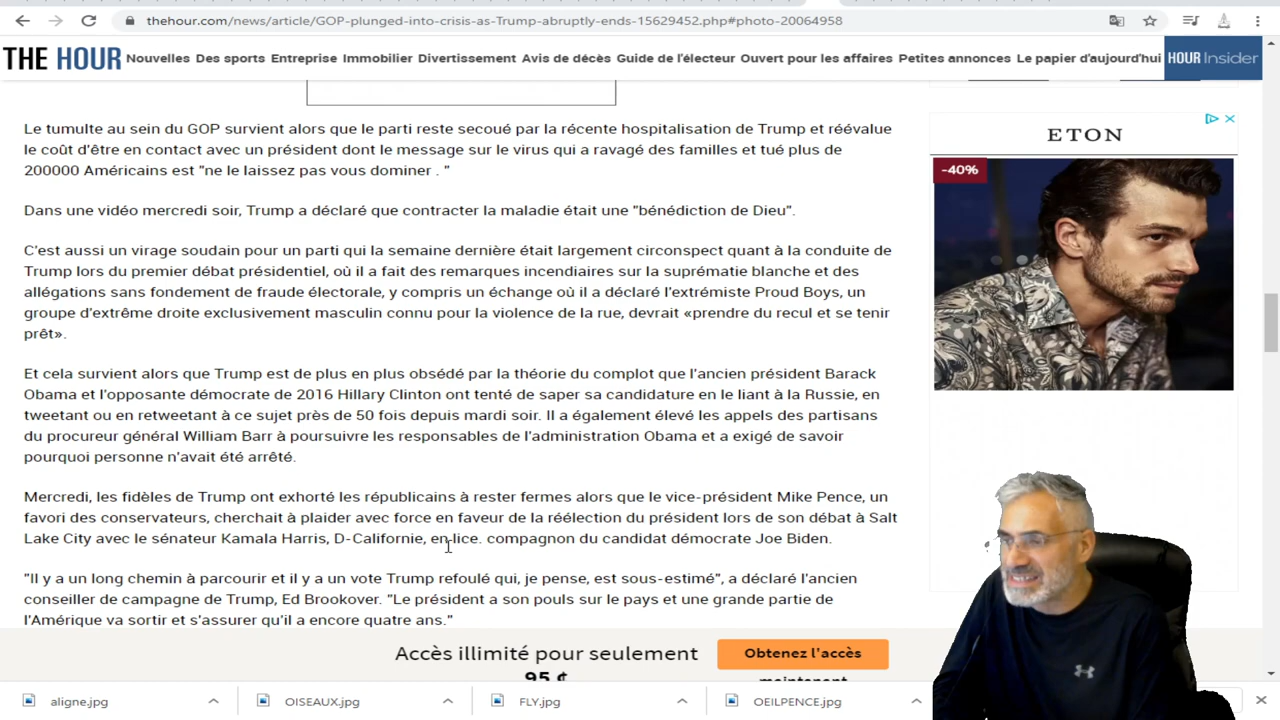 thehour.com/news/article/GOP-plunged-into-crisis-as-Trump-abruptly-ends-15629452.php#photo-20064958
THE HOUR Nouvelles Des sports Entreprise Immobilier Divertissement Avis de décès Guide de l'électeur Ouvert pour les affaires Petites annonces Le papier d'aujourd'hui HOUR Insider
Le tumulte au sein du GOP survient alors que le parti reste secoué par la récente hospitalisation de Trump et réévalue
le coût d'être en contact avec un président dont le message sur le virus qui a ravagé des familles et tué plus de
200000 Américains est "ne le laissez pas vous dominer . "
Dans une vidéo mercredi soir, Trump a déclaré que contracter la maladie était une "bénédiction de Dieu".
C'est aussi un virage soudain pour un parti qui la semaine dernière était largement circonspect quant à la conduite de
Trump lors du premier débat présidentiel, où il a fait des remarques incendiaires sur la suprématie blanche et des
allégations sans fondement de fraude électorale, y compris un échange où il a déclaré l'extrémiste Proud Boys, un
groupe d'extrême droite exclusivement masculin connu pour la violence de la rue, devrait «prendre du recul et se tenir
prêt».
Et cela survient alors que Trump est de plus en plus obsédé par la théorie du complot que l'ancien président Barack
Obama et l'opposante démocrate de 2016 Hillary Clinton ont tenté de saper sa candidature en le liant à la Russie, en
tweetant ou en retweetant à ce sujet près de 50 fois depuis mardi soir. Il a également élevé les appels des partisans
du procureur général William Barr à poursuivre les responsables de l'administration Obama et a exigé de savoir
pourquoi personne n'avait été arrêté.
Mercredi, les fidèles de Trump ont exhorté les républicains à rester fermes alors que le vice-président Mike Pence, un
favori des conservateurs, cherchait à plaider avec force en faveur de la réélection du président lors de son débat à Salt
Lake City avec le sénateur Kamala Harris, D-Californie, en lice. compagnon du candidat démocrate Joe Biden.
"Il y a un long chemin à parcourir et il y a un vote Trump refoulé qui, je pense, est sous-estimé", a déclaré l'ancien
conseiller de campagne de Trump, Ed Brookover. "Le président a son pouls sur le pays et une grande partie de
l'Amérique va sortir et s'assurer qu'il a encore quatre ans."
ETON
-40%
Accès illimité pour seulement
95 ¢
Obtenez l'accès
maintenant
aligne.jpg
OISEAUX.jpg
FLY.jpg
OEILPENCE.jpg